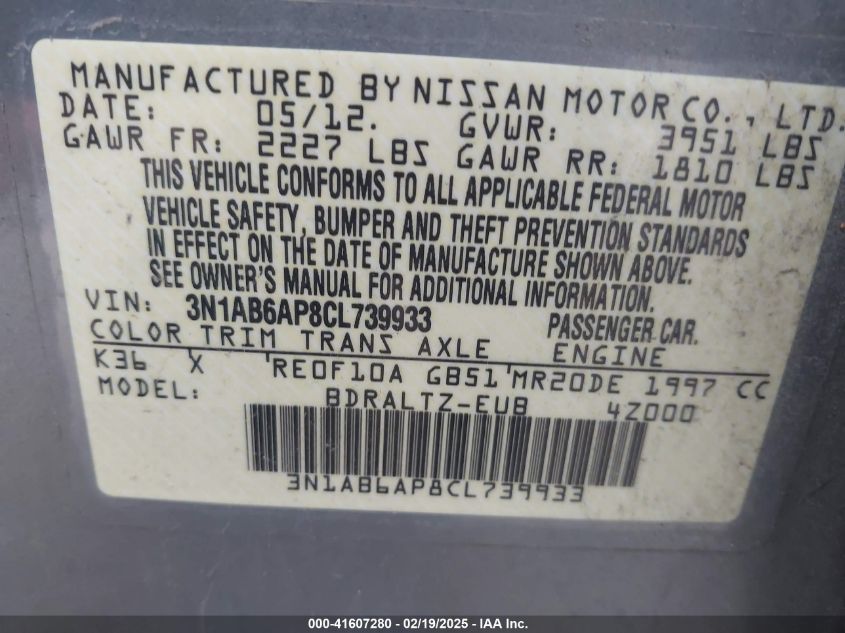 MANUFACTURED BY NISSAN MOTOR CO., LTD.
DATE: 05/12. GVWR: 3951 LBS
GAWR FR: 2227 LBS GAWR RR: 1810 LBS
THIS VEHICLE CONFORMS TO ALL APPLICABLE FEDERAL MOTOR
VEHICLE SAFETY, BUMPER AND THEFT PREVENTION STANDARDS
IN EFFECT ON THE DATE OF MANUFACTURE SHOWN ABOVE.
SEE OWNER'S MANUAL FOR ADDITIONAL INFORMATION.
VIN: 3N1AB6AP8CL739933 PASSENGER CAR.
COLOR TRIM TRANS AXLE ENGINE
K36 X RE0F10A GB51 MR20DE 1997 CC
MODEL: BDRALTZ-EUB 4Z000
3N1AB6AP8CL739933
000-41607280 - 02/19/2025 - IAA Inc.